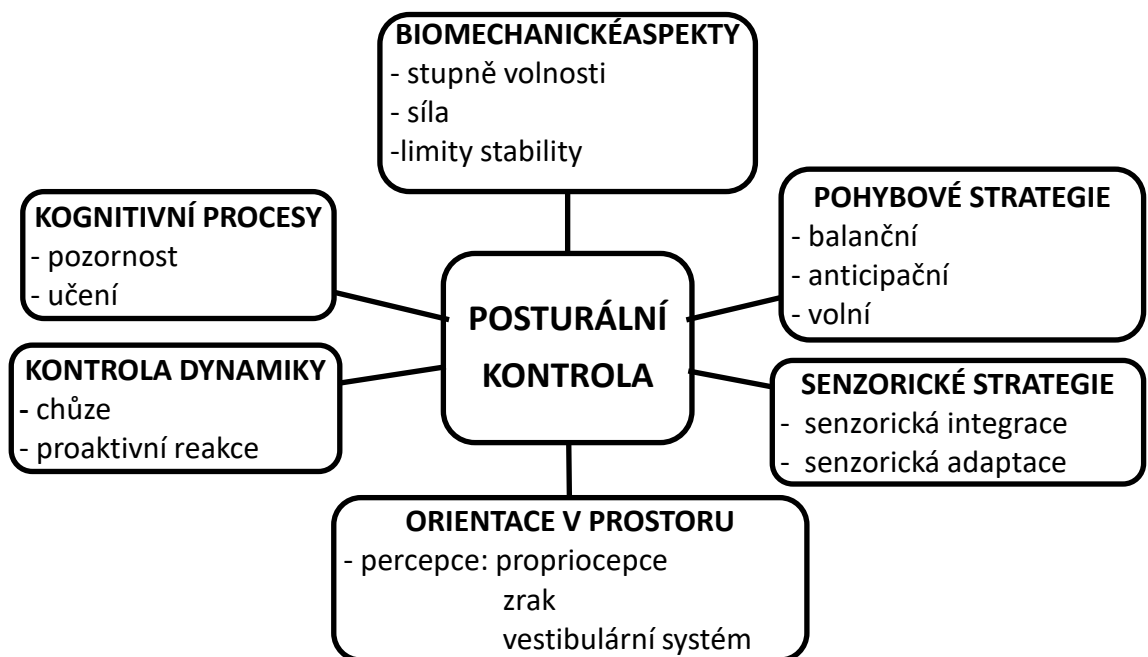 BIOMECHANICKÉASPEKTY
- stupně volnosti
- síla
-limity stability
KOGNITIVNÍ PROCESY
- pozornost
- učení
POHYBOVÉ STRATEGIE
- balanční
- anticipační
- volní
POSTURÁLNÍ
KONTROLA
KONTROLA DYNAMIKY
- chůze
- proaktivní reakce
SENZORICKÉ STRATEGIE
- senzorická integrace
- senzorická adaptace
ORIENTACE V PROSTORU
- percepce: propriocepce
zrak
vestibulární systém